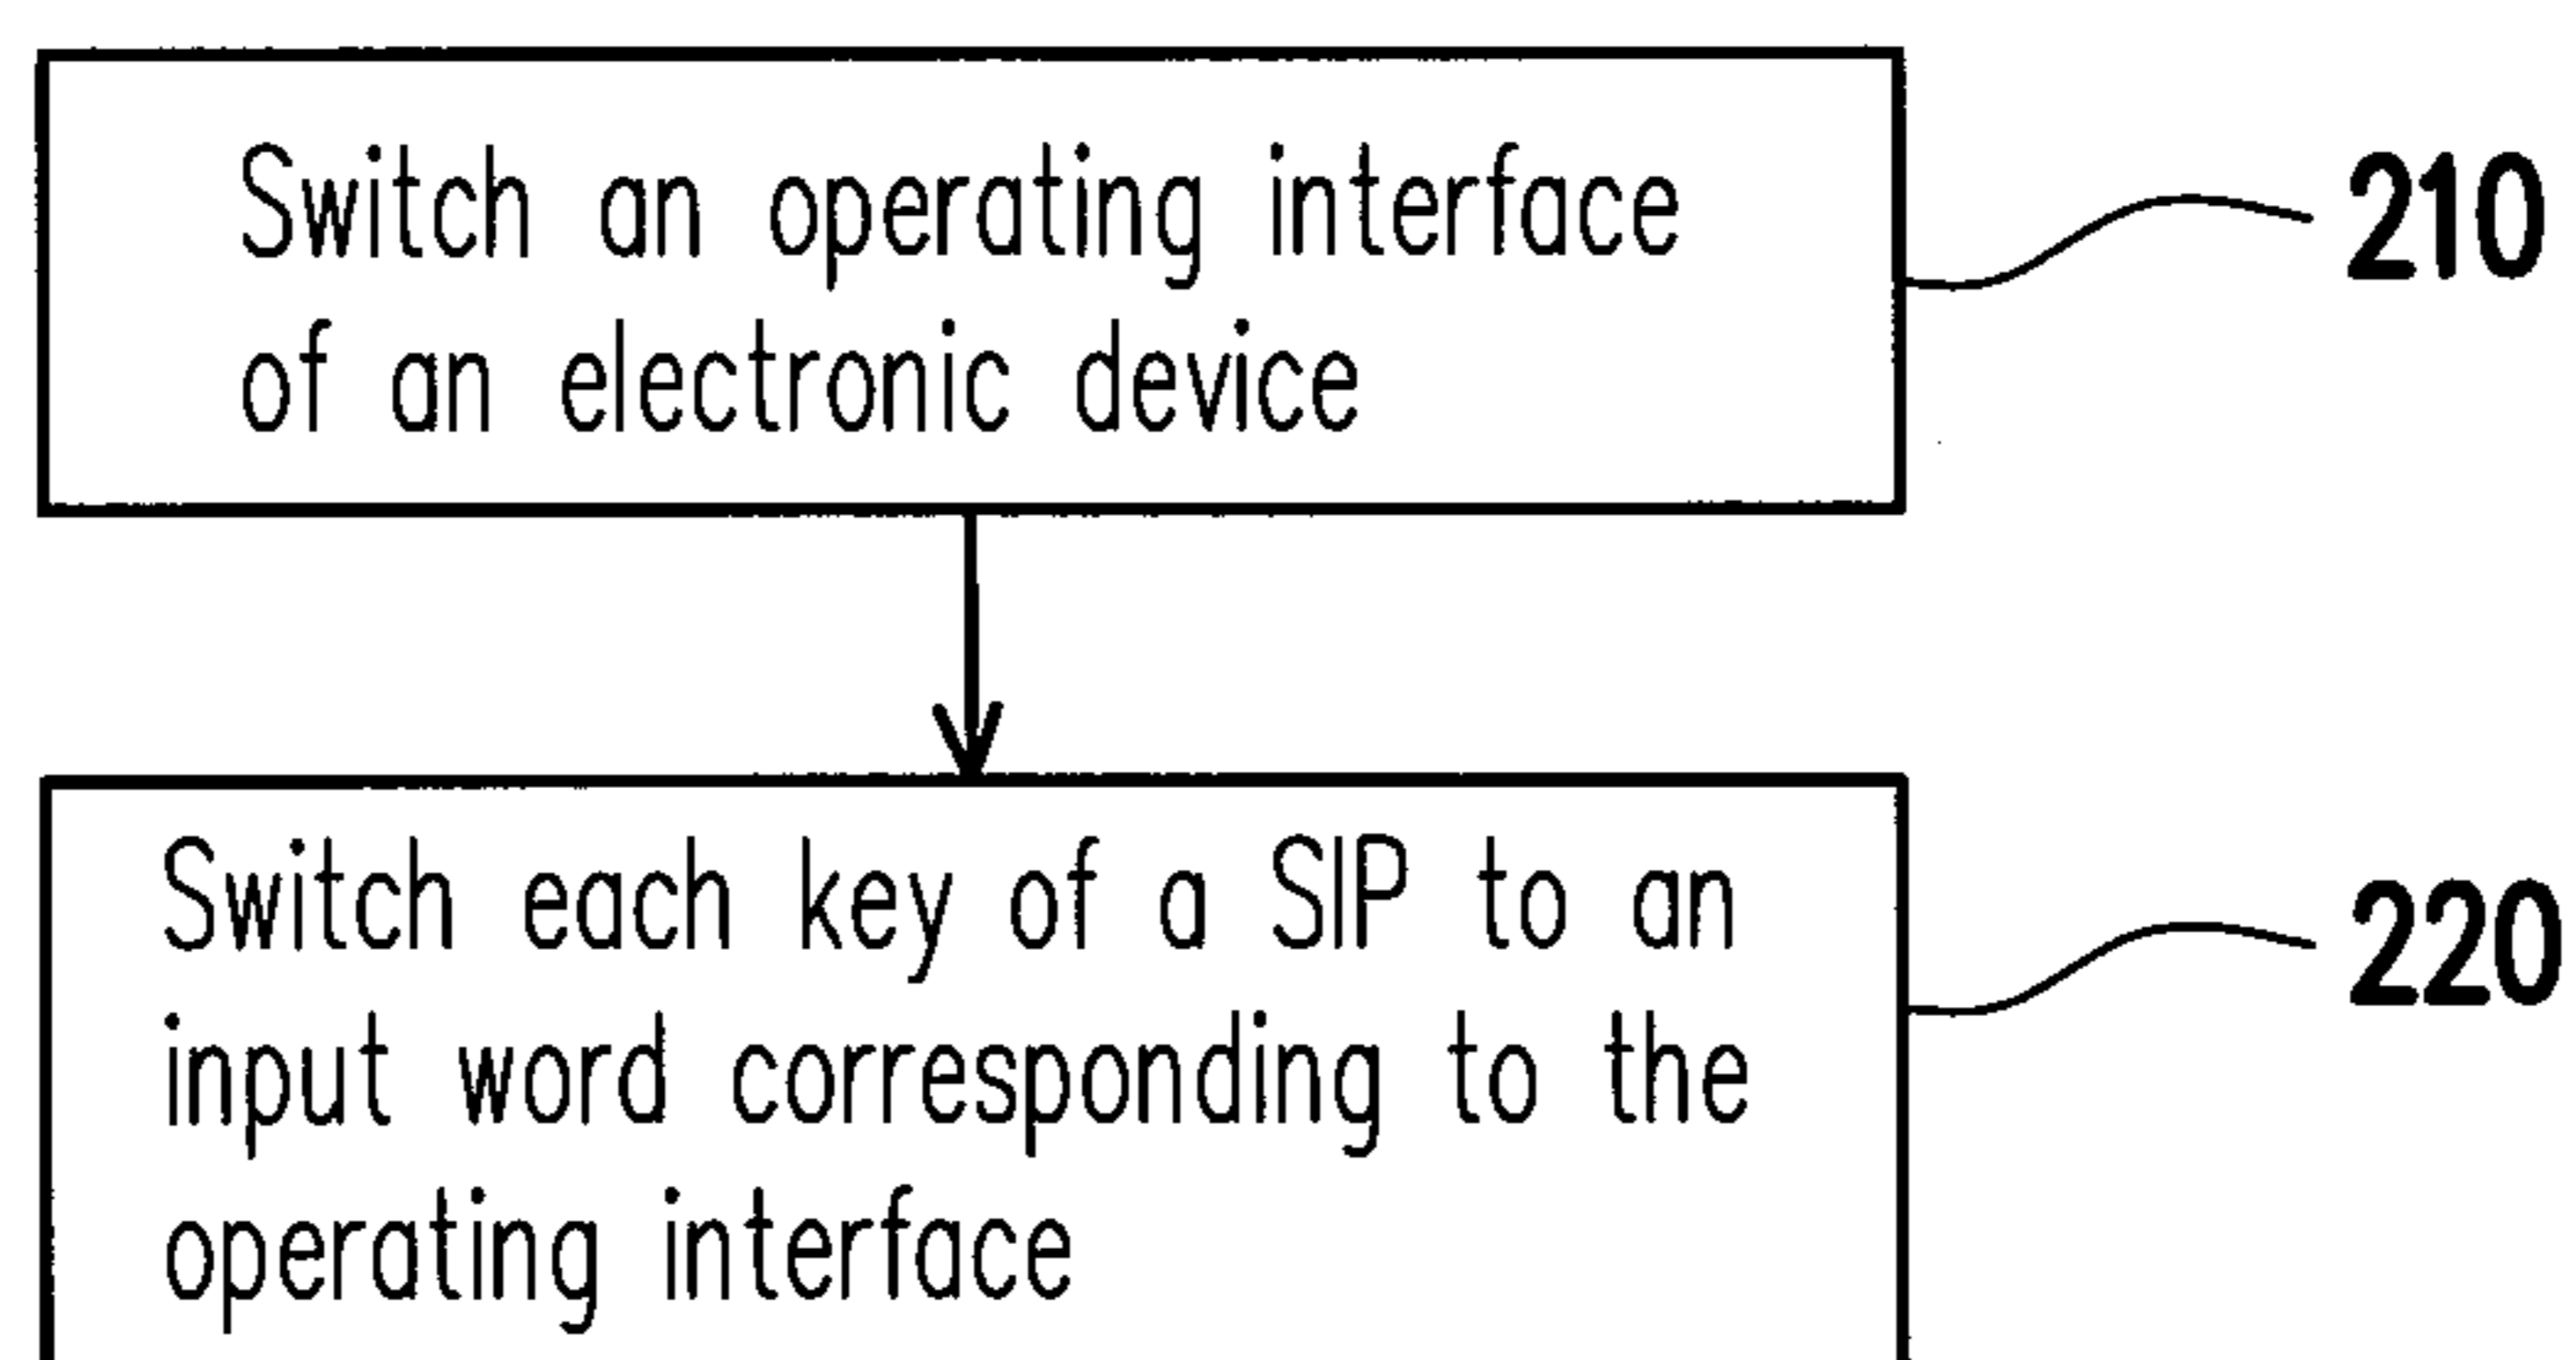 Switch an operating interface
of an electronic device
210
Switch each key of a SIP to an
input word corresponding to the
operating interface
220